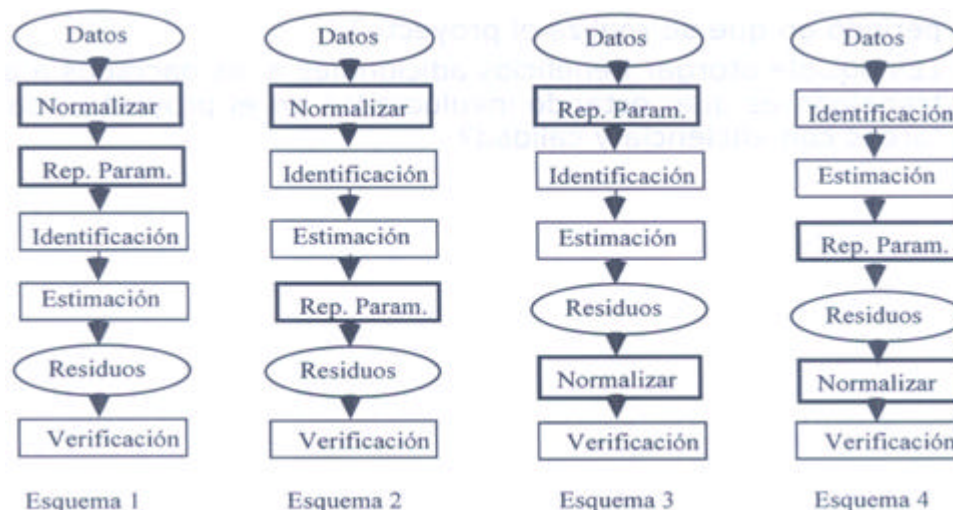 Datos
Normalizar
Rep. Param.
Identificación
Estimación
Residuos
Verificación
Esquema 1
Datos
Normalizar
Identificación
Estimación
Rep. Param.
Residuos
Verificación
Esquema 2
Datos
Rep. Param.
Identificación
Estimación
Residuos
Normalizar
Verificación
Esquema 3
Datos
Identificación
Estimación
Rep. Param.
Residuos
Normalizar
Verificación
Esquema 4